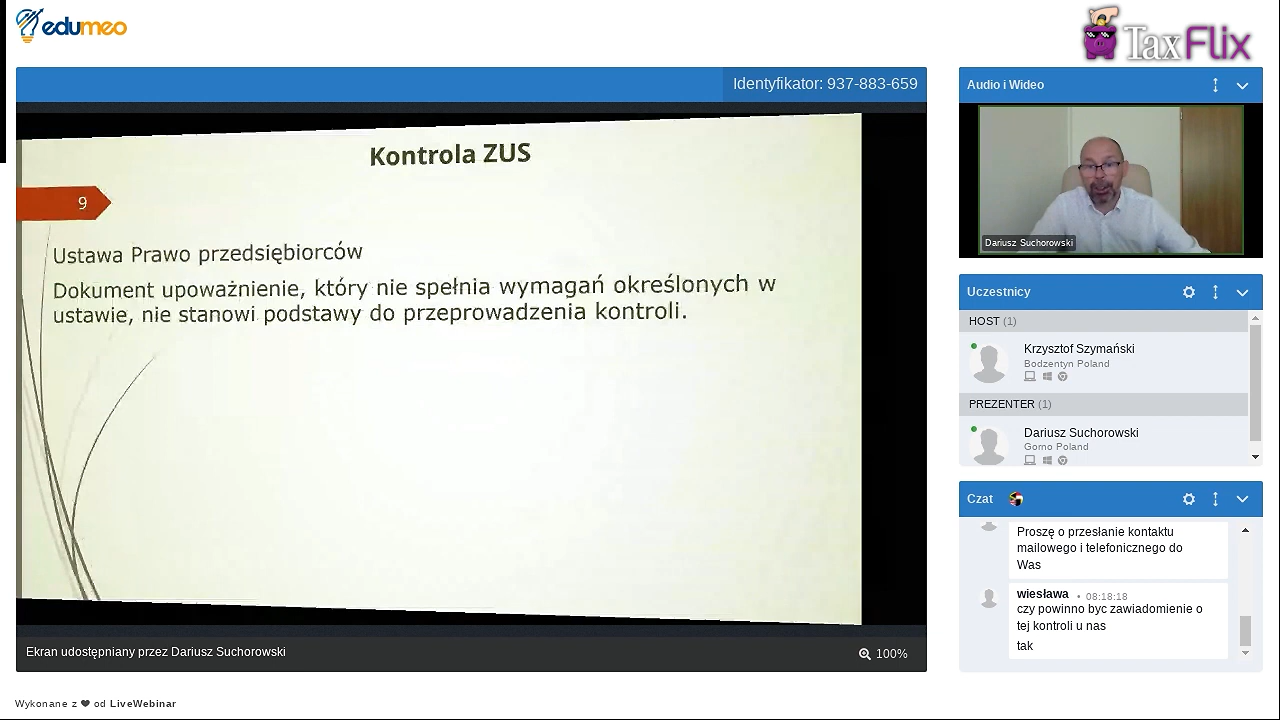 edumeo
TaxFlix
Identyfikator: 937-883-659
Kontrola ZUS
9
Ustawa Prawo przedsiębiorców
Dokument upoważnienie, który nie spełnia wymagań określonych w
ustawie, nie stanowi podstawy do przeprowadzenia kontroli.
Ekran udostępniany przez Dariusz Suchorowski
100%
Audio i Wideo
Dariusz Suchorowski
Uczestnicy
HOST (1)
Krzysztof Szymański
Bodzentyn Poland
PREZENTER (1)
Dariusz Suchorowski
Gomo Poland
Czat
Proszę o przesłanie kontaktu
mailowego i telefonicznego do
Was
wiesława • 08:18:18
czy powinno byc zawiadomienie o
tej kontroli u nas
tak
Wykonane z ❤ od LiveWebinar